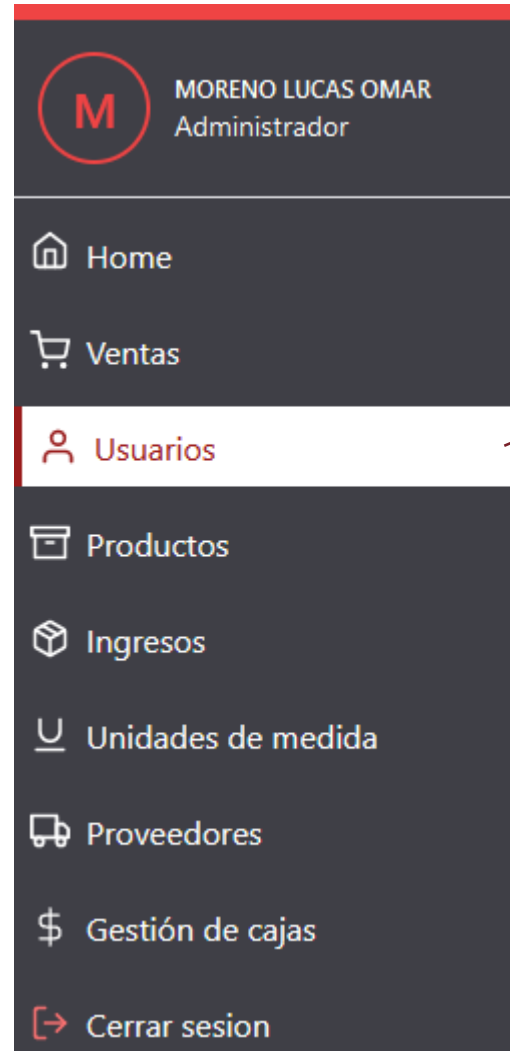 M
MORENO LUCAS OMAR
Administrador
Home
Ventas
Usuarios
Productos
Ingresos
Unidades de medida
Proveedores
Gestión de cajas
Cerrar sesion